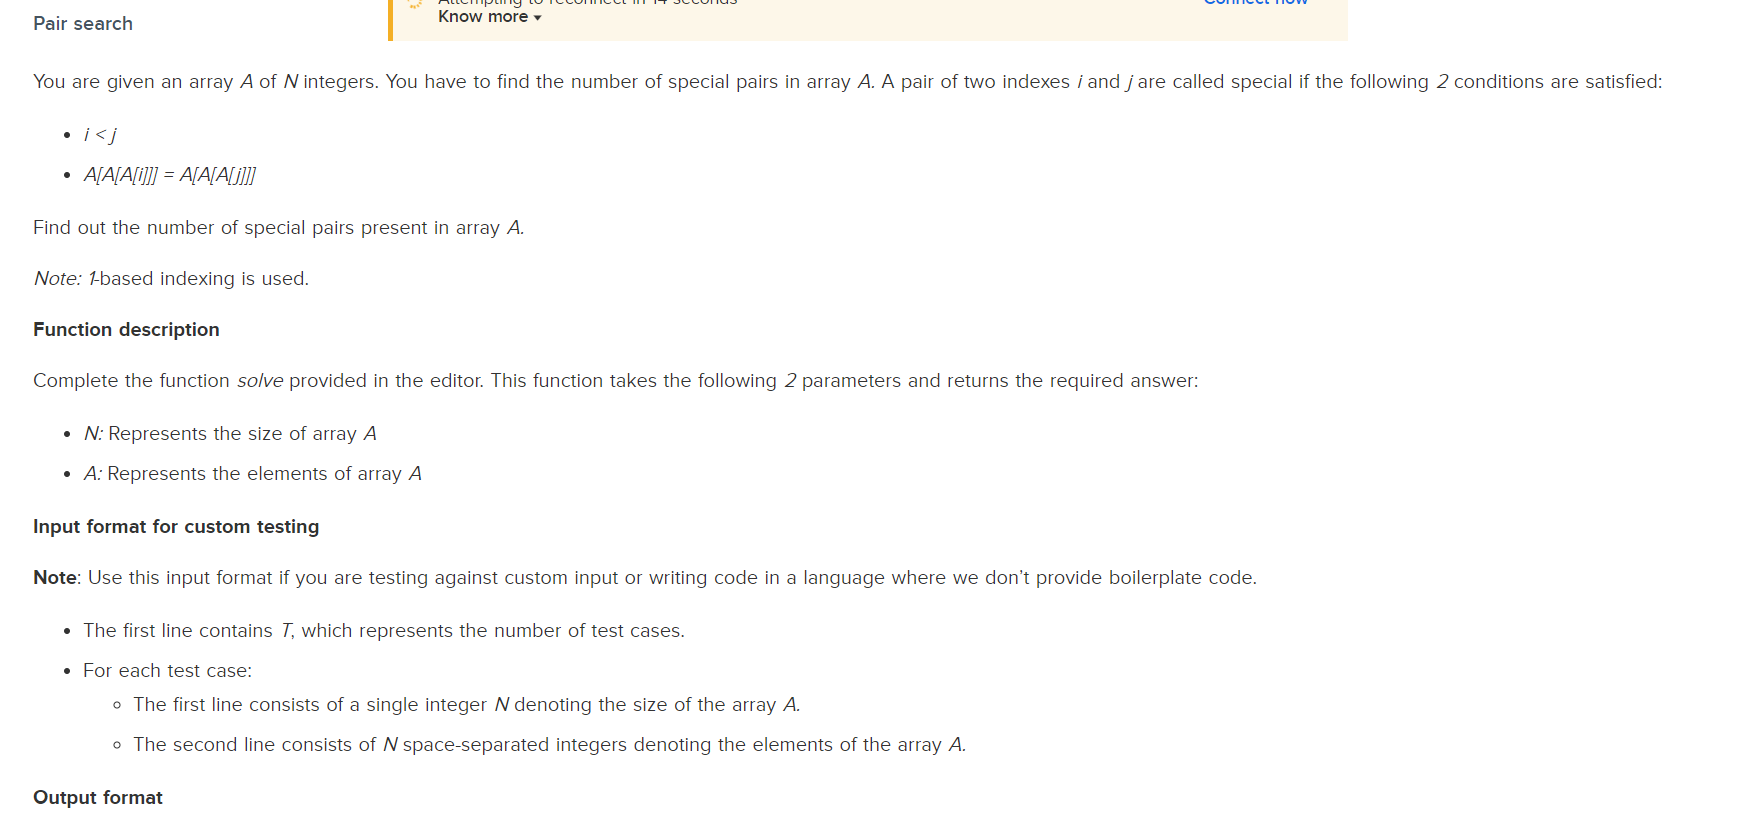 Pair search
Attempting to reconnect in 14 seconds
Connect now
Know more ▾
You are given an array A of N integers. You have to find the number of special pairs in array A. A pair of two indexes i and j are called special if the following 2 conditions are satisfied:
• i < j
• A[A[A[i]]] = A[A[A[j]]]
Find out the number of special pairs present in array A.
Note: 1-based indexing is used.
Function description
Complete the function solve provided in the editor. This function takes the following 2 parameters and returns the required answer:
• N: Represents the size of array A
• A: Represents the elements of array A
Input format for custom testing
Note: Use this input format if you are testing against custom input or writing code in a language where we don't provide boilerplate code.
• The first line contains T, which represents the number of test cases.
• For each test case:
◦ The first line consists of a single integer N denoting the size of the array A.
◦ The second line consists of N space-separated integers denoting the elements of the array A.
Output format